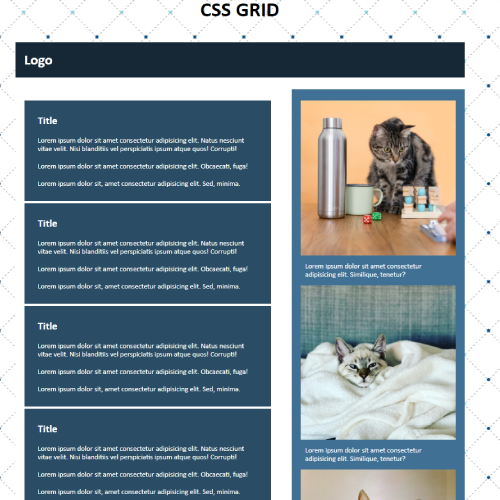 CSS GRID
Logo
Title
Lorem ipsum dolor sit amet consectetur adipisicing elit. Natus nesciunt
vitae velit. Nisi blanditiis vel perspiciatis ipsum atque quos! Corrupti!
Lorem ipsum dolor sit amet consectetur adipisicing elit. Obcaecati, fuga!
Lorem ipsum dolor sit, amet consectetur adipisicing elit. Sed, minima.
Title
Lorem ipsum dolor sit amet consectetur adipisicing elit. Natus nesciunt
vitae velit. Nisi blanditiis vel perspiciatis ipsum atque quos! Corrupti!
Lorem ipsum dolor sit amet consectetur adipisicing elit. Obcaecati, fuga!
Lorem ipsum dolor sit, amet consectetur adipisicing elit. Sed, minima.
Title
Lorem ipsum dolor sit amet consectetur adipisicing elit. Natus nesciunt
vitae velit. Nisi blanditiis vel perspiciatis ipsum atque quos! Corrupti!
Lorem ipsum dolor sit amet consectetur adipisicing elit. Obcaecati, fuga!
Lorem ipsum dolor sit, amet consectetur adipisicing elit. Sed, minima.
Title
Lorem ipsum dolor sit amet consectetur adipisicing elit. Natus nesciunt
vitae velit. Nisi blanditiis vel perspiciatis ipsum atque quos! Corrupti!
Lorem ipsum dolor sit amet consectetur adipisicing elit. Obcaecati, fuga!
Lorem ipsum dolor sit, amet consectetur adipisicing elit. Sed, minima.
Lorem ipsum dolor sit amet consectetur
adipisicing elit. Similique, tenetur?
Lorem ipsum dolor sit amet consectetur
adipisicing elit. Similique, tenetur?